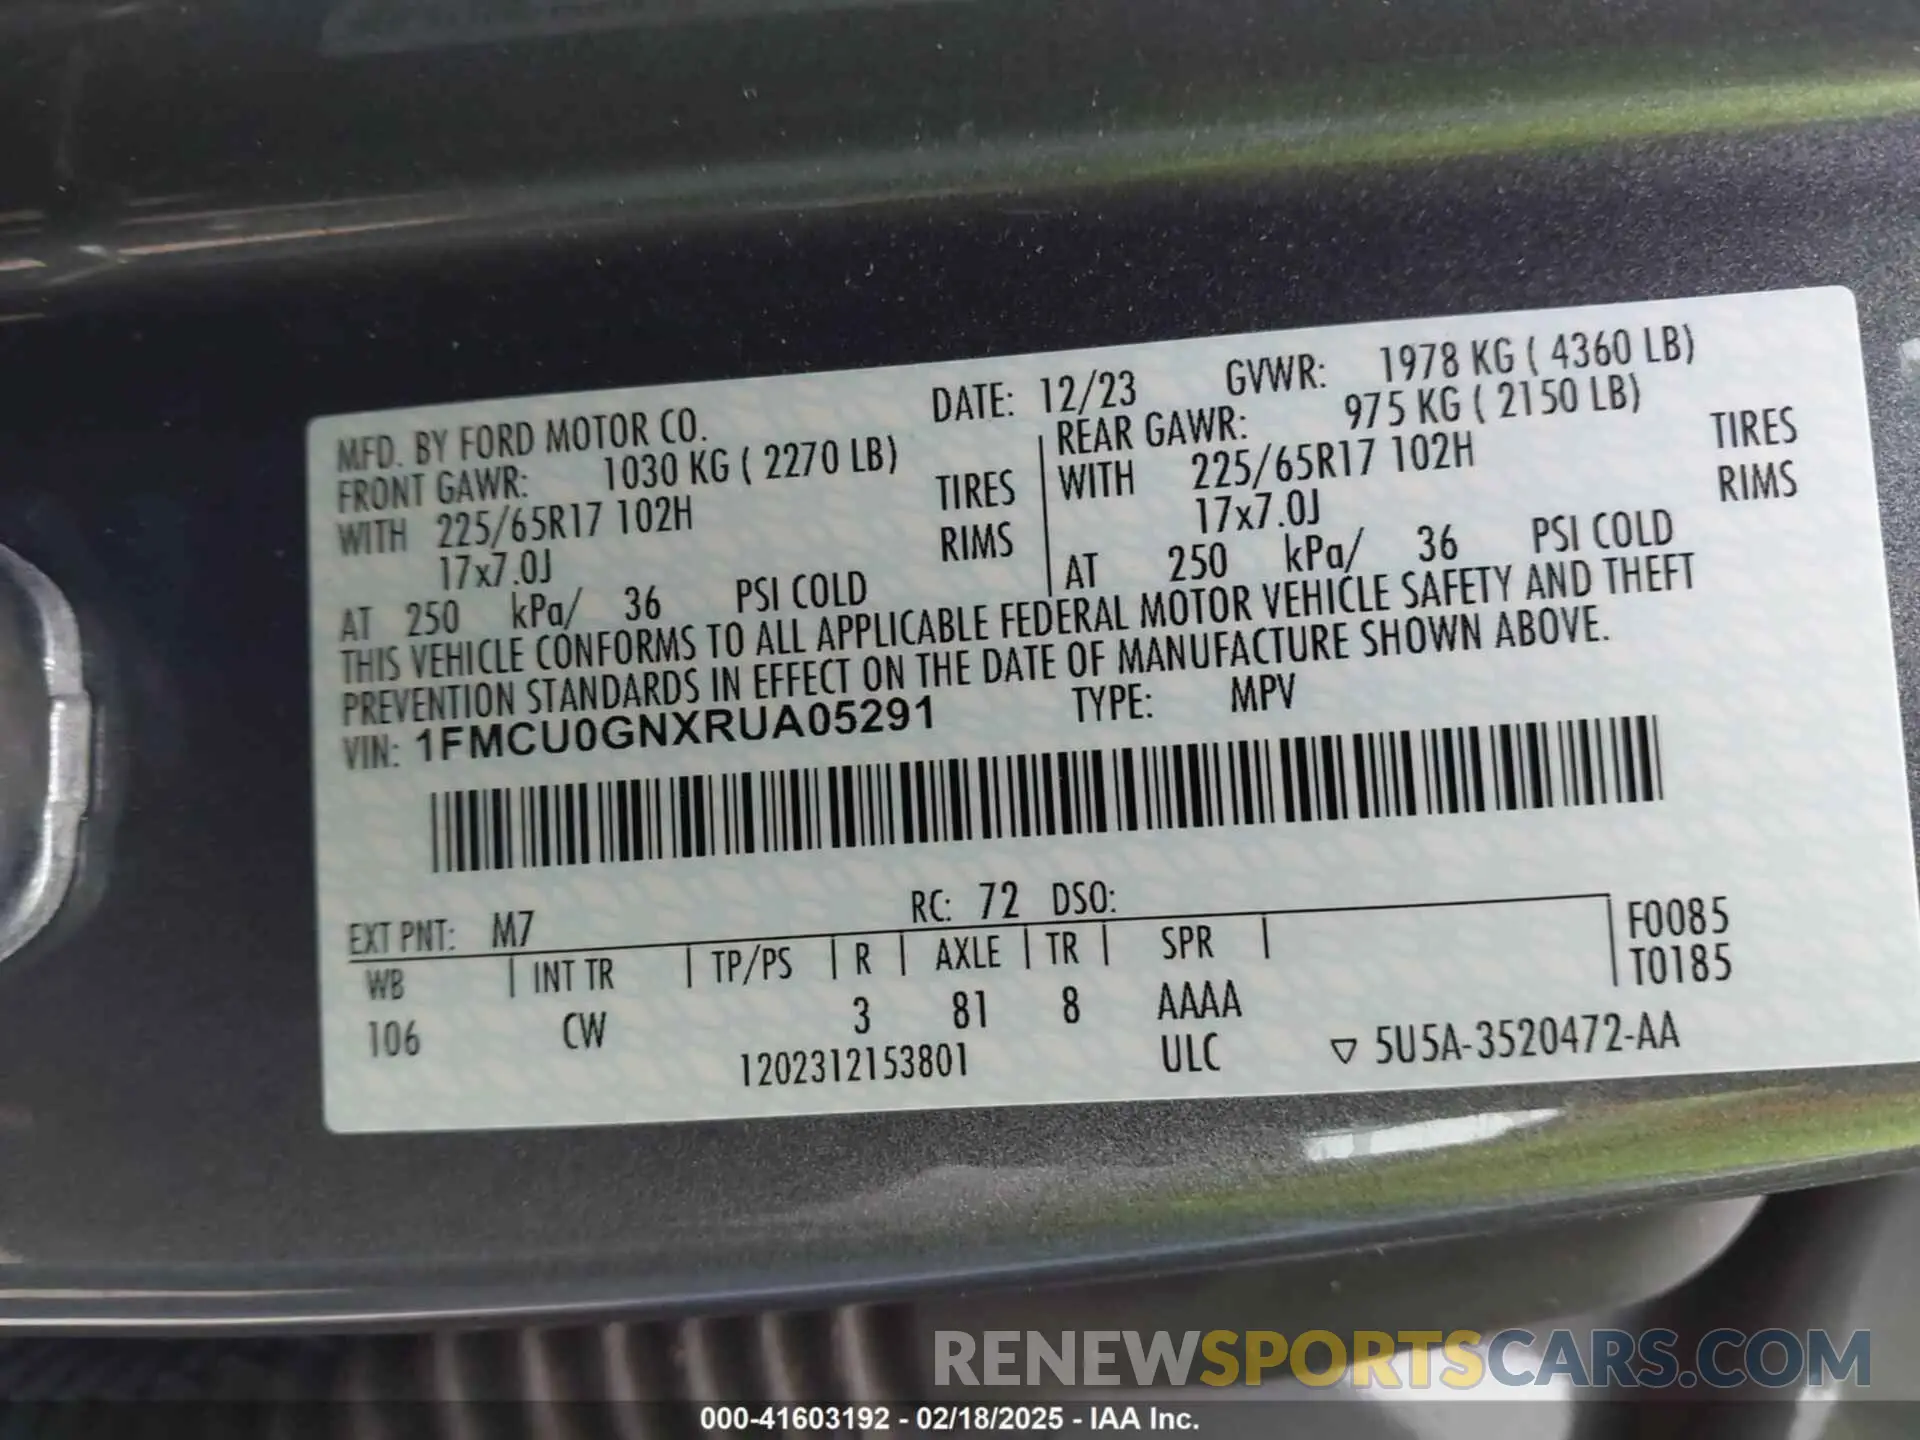 MFD. BY FORD MOTOR CO. DATE: 12/23 GVWR: 1978 KG ( 4360 LB)
FRONT GAWR: 1030 KG ( 2270 LB) REAR GAWR: 975 KG ( 2150 LB)
WITH 225/65R17 102H TIRES WITH 225/65R17 102H TIRES
17x7.0J RIMS 17x7.0J RIMS
AT 250 kPa/ 36 PSI COLD AT 250 kPa/ 36 PSI COLD
THIS VEHICLE CONFORMS TO ALL APPLICABLE FEDERAL MOTOR VEHICLE SAFETY AND THEFT
PREVENTION STANDARDS IN EFFECT ON THE DATE OF MANUFACTURE SHOWN ABOVE.
VIN: 1FMCU0GNXRUA05291 TYPE: MPV
EXT PNT: M7 RC: 72 DSO:
WB INT TR TP/PS R AXLE TR SPR F0085
T0185
106 CW 3 81 8 AAAA
1202312153801 ULC ▽ 5U5A-3520472-AA
RENEWSPORTSCARS.COM
000-41603192 - 02/18/2025 - IAA Inc.